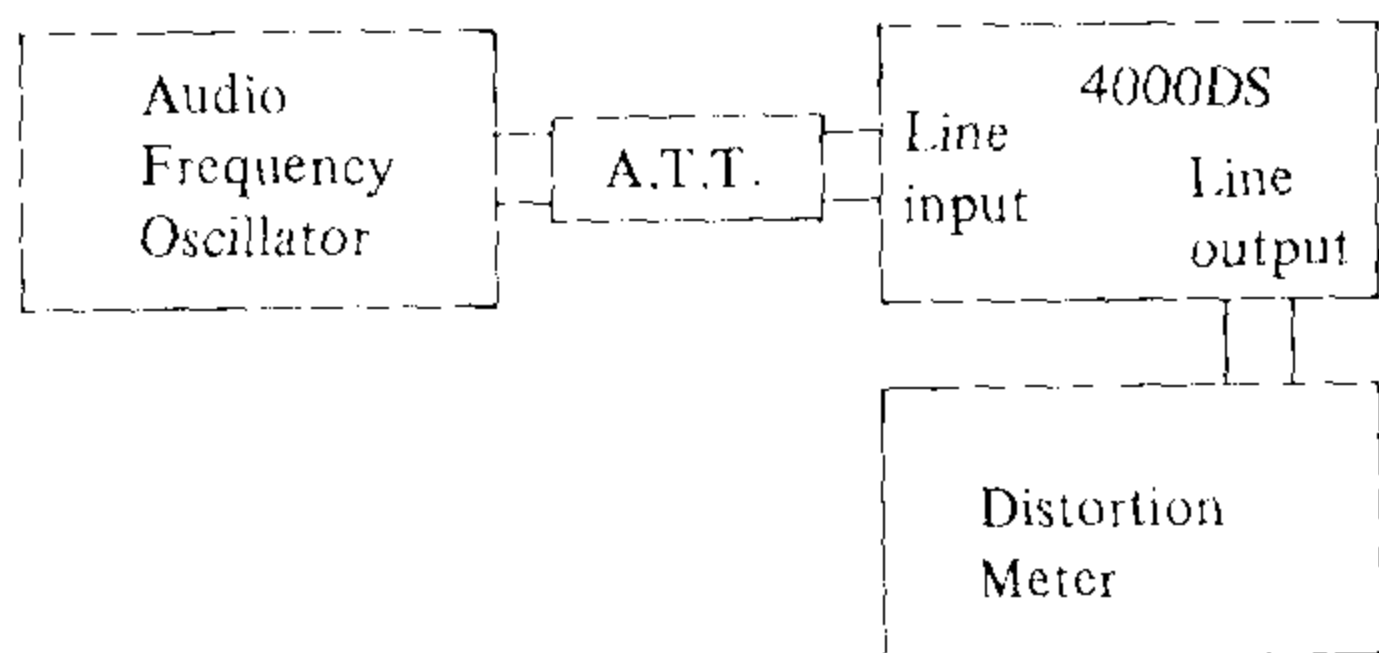 Audio
Frequency
Oscillator
A.T.T.
Line
input
4000DS
Line
output
Distortion
Meter